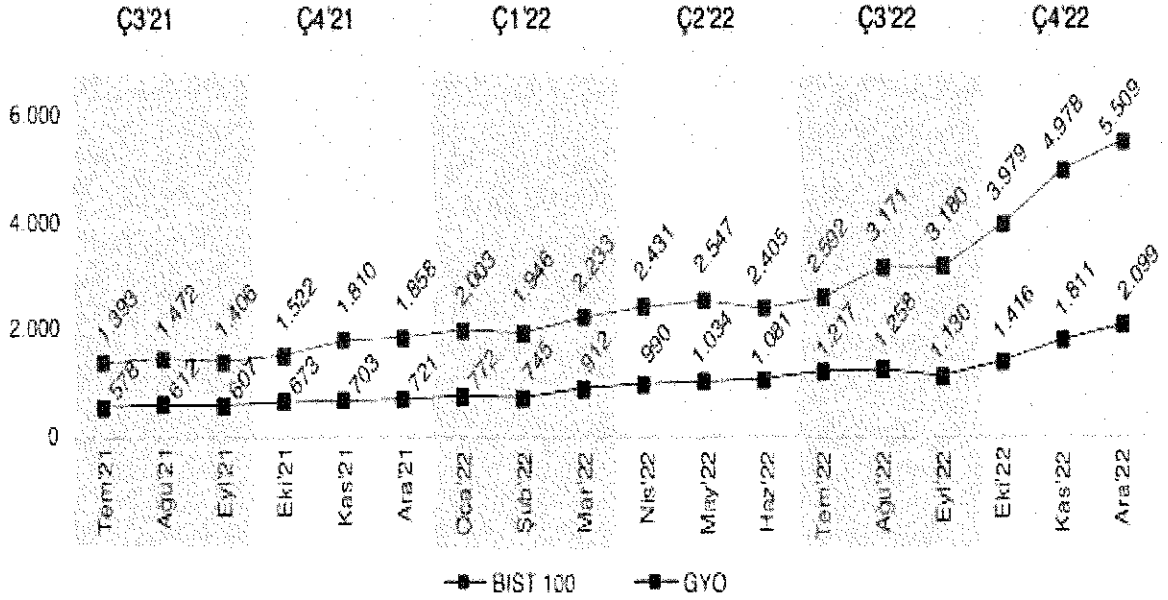 Ç3'21 Ç4'21 Ç1'22 Ç2'22 Ç3'22 Ç4'22
6.000
4.000
2.000
0
1.393 1.472 1.406 1.522 1.810 1.858 2.003 1.946 2.233 2.431 2.547 2.405 2.592 3.171 3.180 3.979 4.978 5.509
578 612 607 673 703 721 772 745 912 990 1.034 1.081 1.217 1.258 1.130 1.416 1.811 2.099
Tem'21 Ağu'21 Eyl'21 Eki'21 Kas'21 Ara'21 Oca'22 Şub'22 Mar'22 Nis'22 May'22 Haz'22 Tem'22 Ağu'22 Eyl'22 Eki'22 Kas'22 Ara'22
BIST 100 GYO